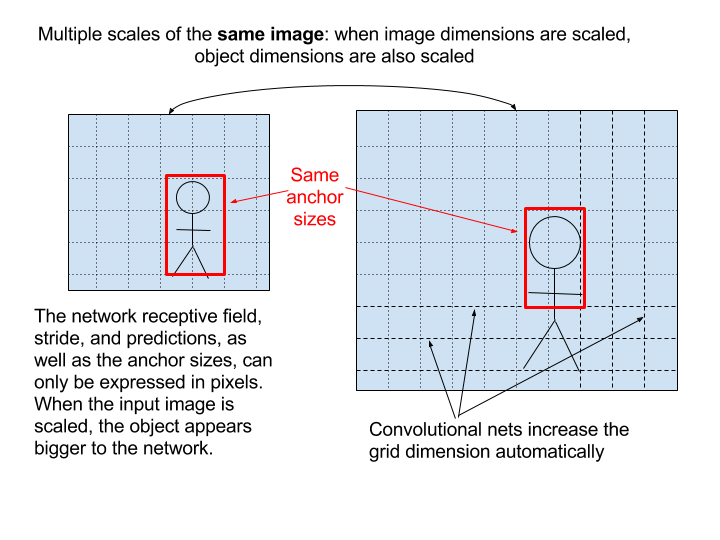 Multiple scales of the same image: when image dimensions are scaled,
object dimensions are also scaled
Same
anchor
sizes
The network receptive field,
stride, and predictions, as
well as the anchor sizes, can
only be expressed in pixels.
When the input image is
scaled, the object appears
bigger to the network.
Convolutional nets increase the
grid dimension automatically